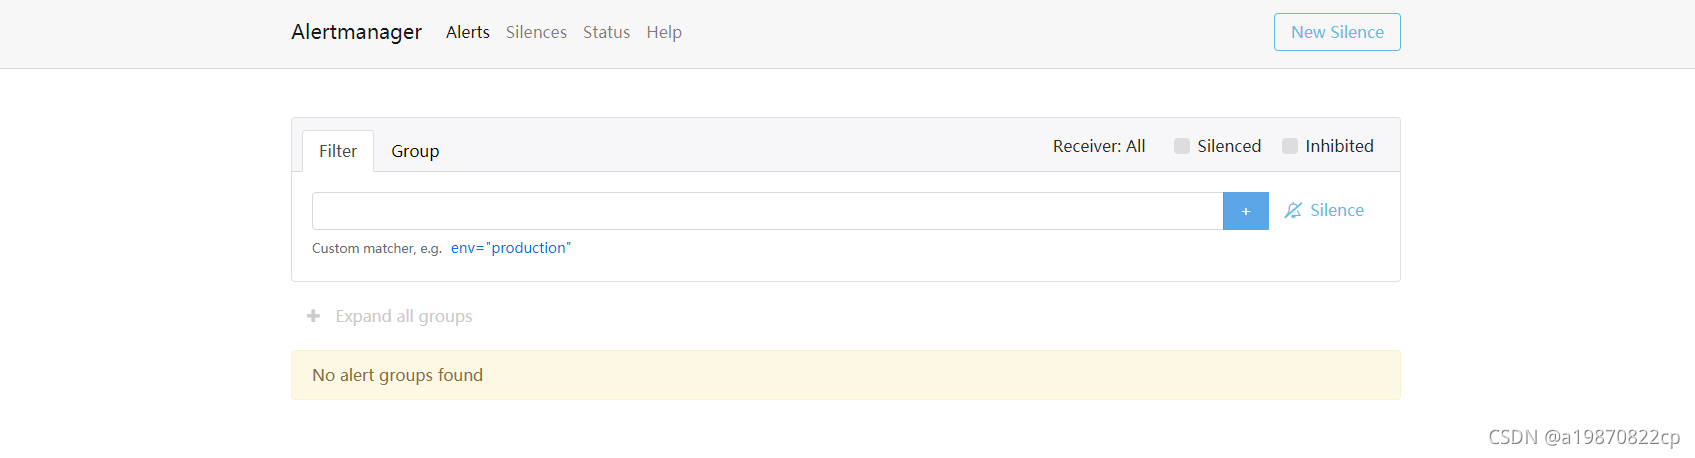 Alertmanager Alerts Silences Status Help New Silence
Filter Group Receiver: All Silenced Inhibited
+ Silence
Custom matcher, e.g. env="production"
+ Expand all groups
No alert groups found
CSDN @a19870822cp